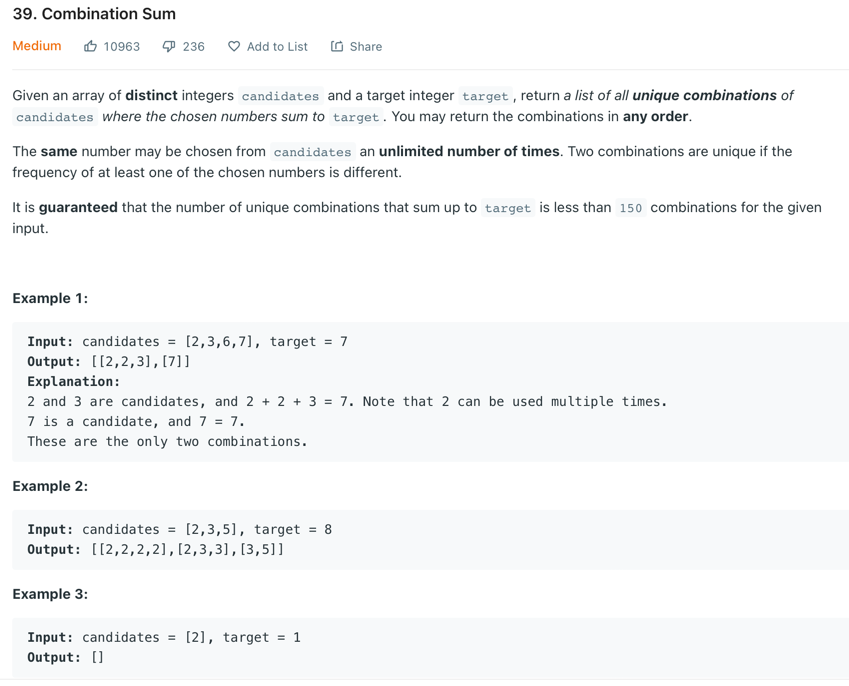 39. Combination Sum
Medium 10963 236 Add to List Share
Given an array of distinct integers candidates and a target integer target, return a list of all unique combinations of
candidates where the chosen numbers sum to target. You may return the combinations in any order.
The same number may be chosen from candidates an unlimited number of times. Two combinations are unique if the
frequency of at least one of the chosen numbers is different.
It is guaranteed that the number of unique combinations that sum up to target is less than 150 combinations for the given
input.
Example 1:
Input: candidates = [2,3,6,7], target = 7
Output: [[2,2,3],[7]]
Explanation:
2 and 3 are candidates, and 2 + 2 + 3 = 7. Note that 2 can be used multiple times.
7 is a candidate, and 7 = 7.
These are the only two combinations.
Example 2:
Input: candidates = [2,3,5], target = 8
Output: [[2,2,2,2],[2,3,3],[3,5]]
Example 3:
Input: candidates = [2], target = 1
Output: []